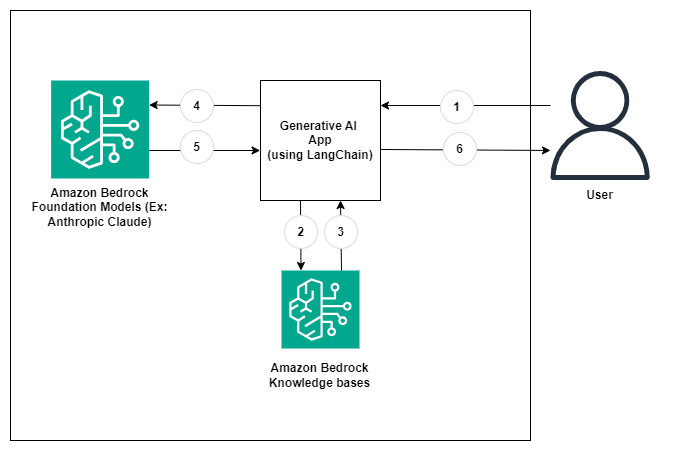 4
1
Generative AI
App
(using LangChain)
5
6
Amazon Bedrock
Foundation Models (Ex:
Anthropic Claude)
User
2
3
Amazon Bedrock
Knowledge bases